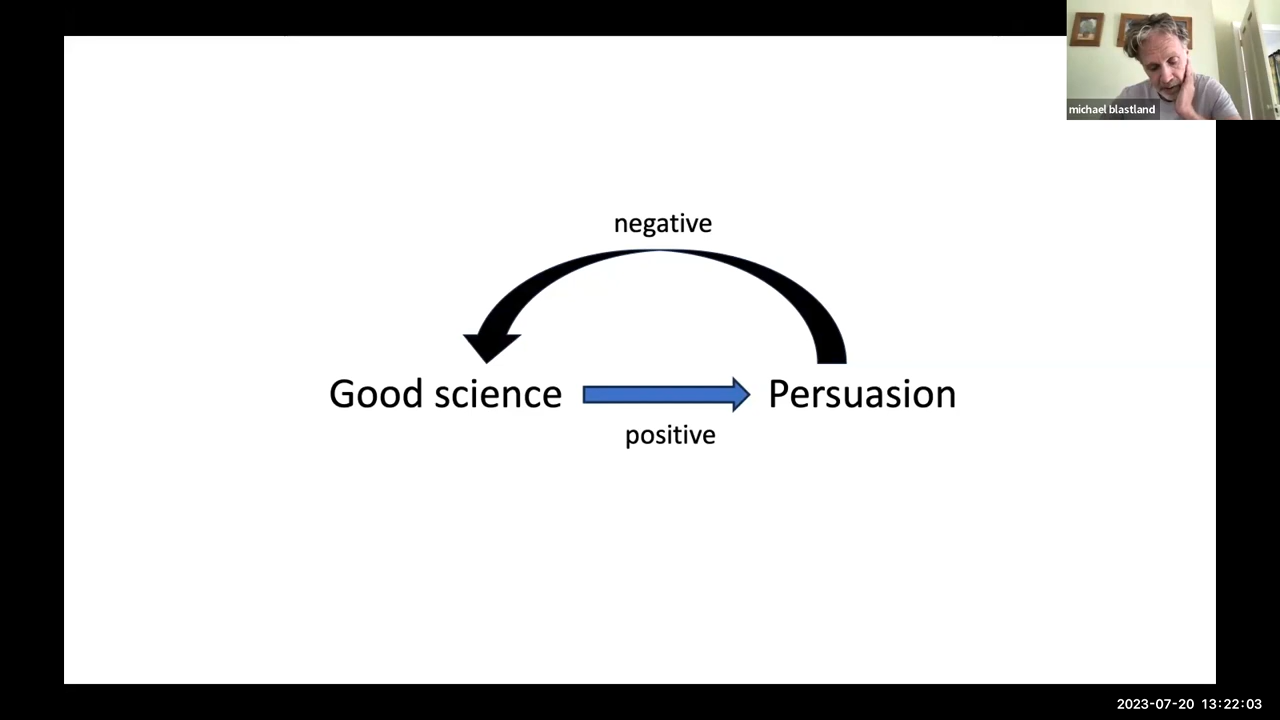 michael blastland
negative
Good science
Persuasion
positive
2023-07-20 13:22:03